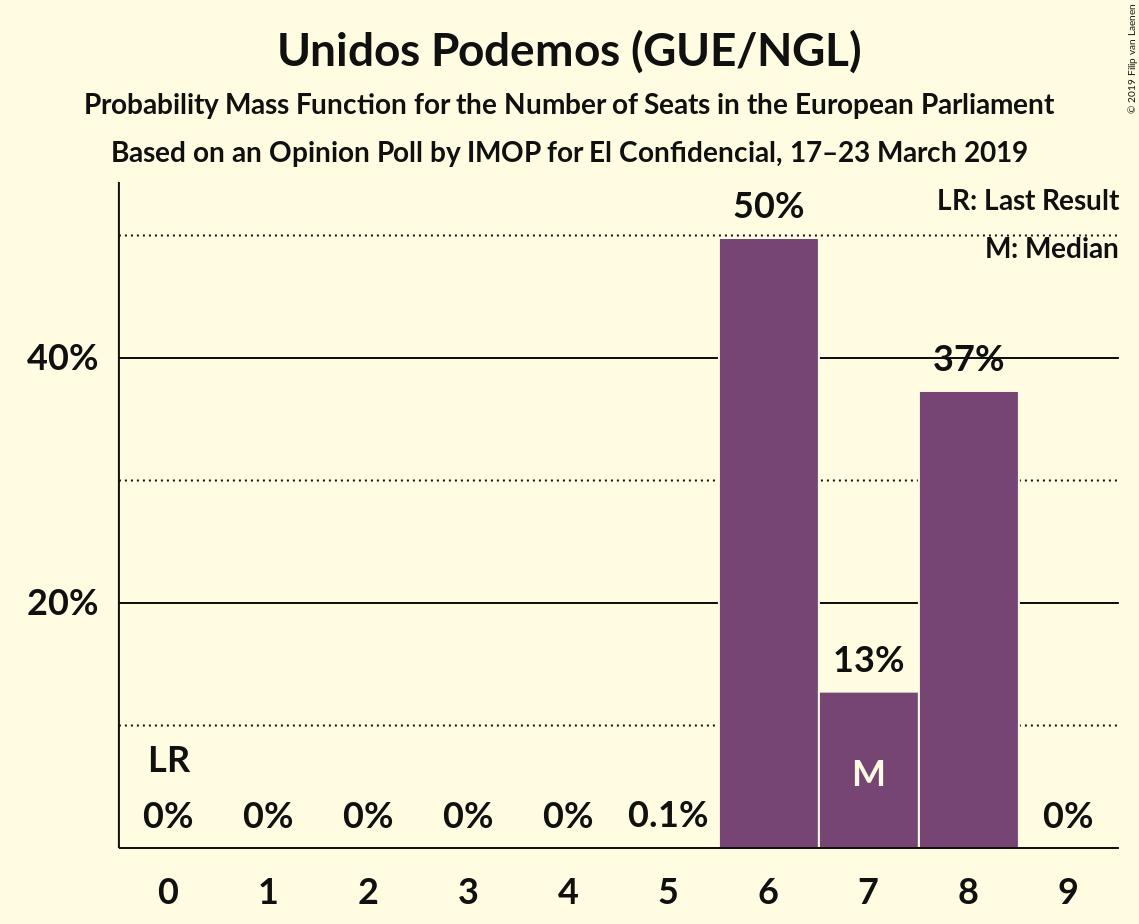 Unidos Podemos (GUE/NGL)
Probability Mass Function for the Number of Seats in the European Parliament
Based on an Opinion Poll by IMOP for El Confidencial, 17–23 March 2019
© 2019 Filip van Laenen
LR: Last Result
M: Median
50%
40%
37%
20%
13%
LR
M
0% 0% 0% 0% 0% 0.1% 0%
0 1 2 3 4 5 6 7 8 9